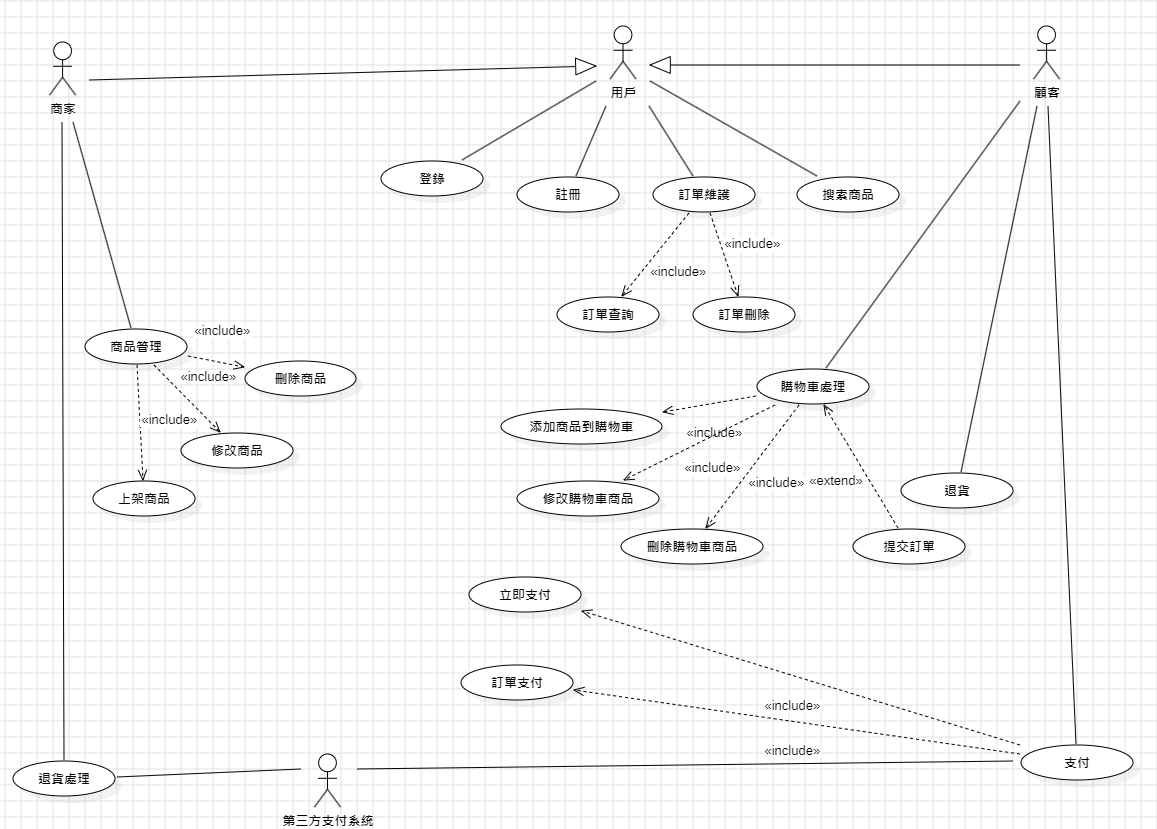 商家
用戶
顧客
登錄
註冊
訂單維護
搜索商品
«include»
«include»
訂單查詢
訂單刪除
«include»
商品管理
«include»
刪除商品
購物車處理
«include»
添加商品到購物車
«include»
修改商品
«include»
«include»
«extend»
上架商品
修改購物車商品
退貨
刪除購物車商品
提交訂單
立即支付
訂單支付
«include»
«include»
支付
退貨處理
第三方支付系統